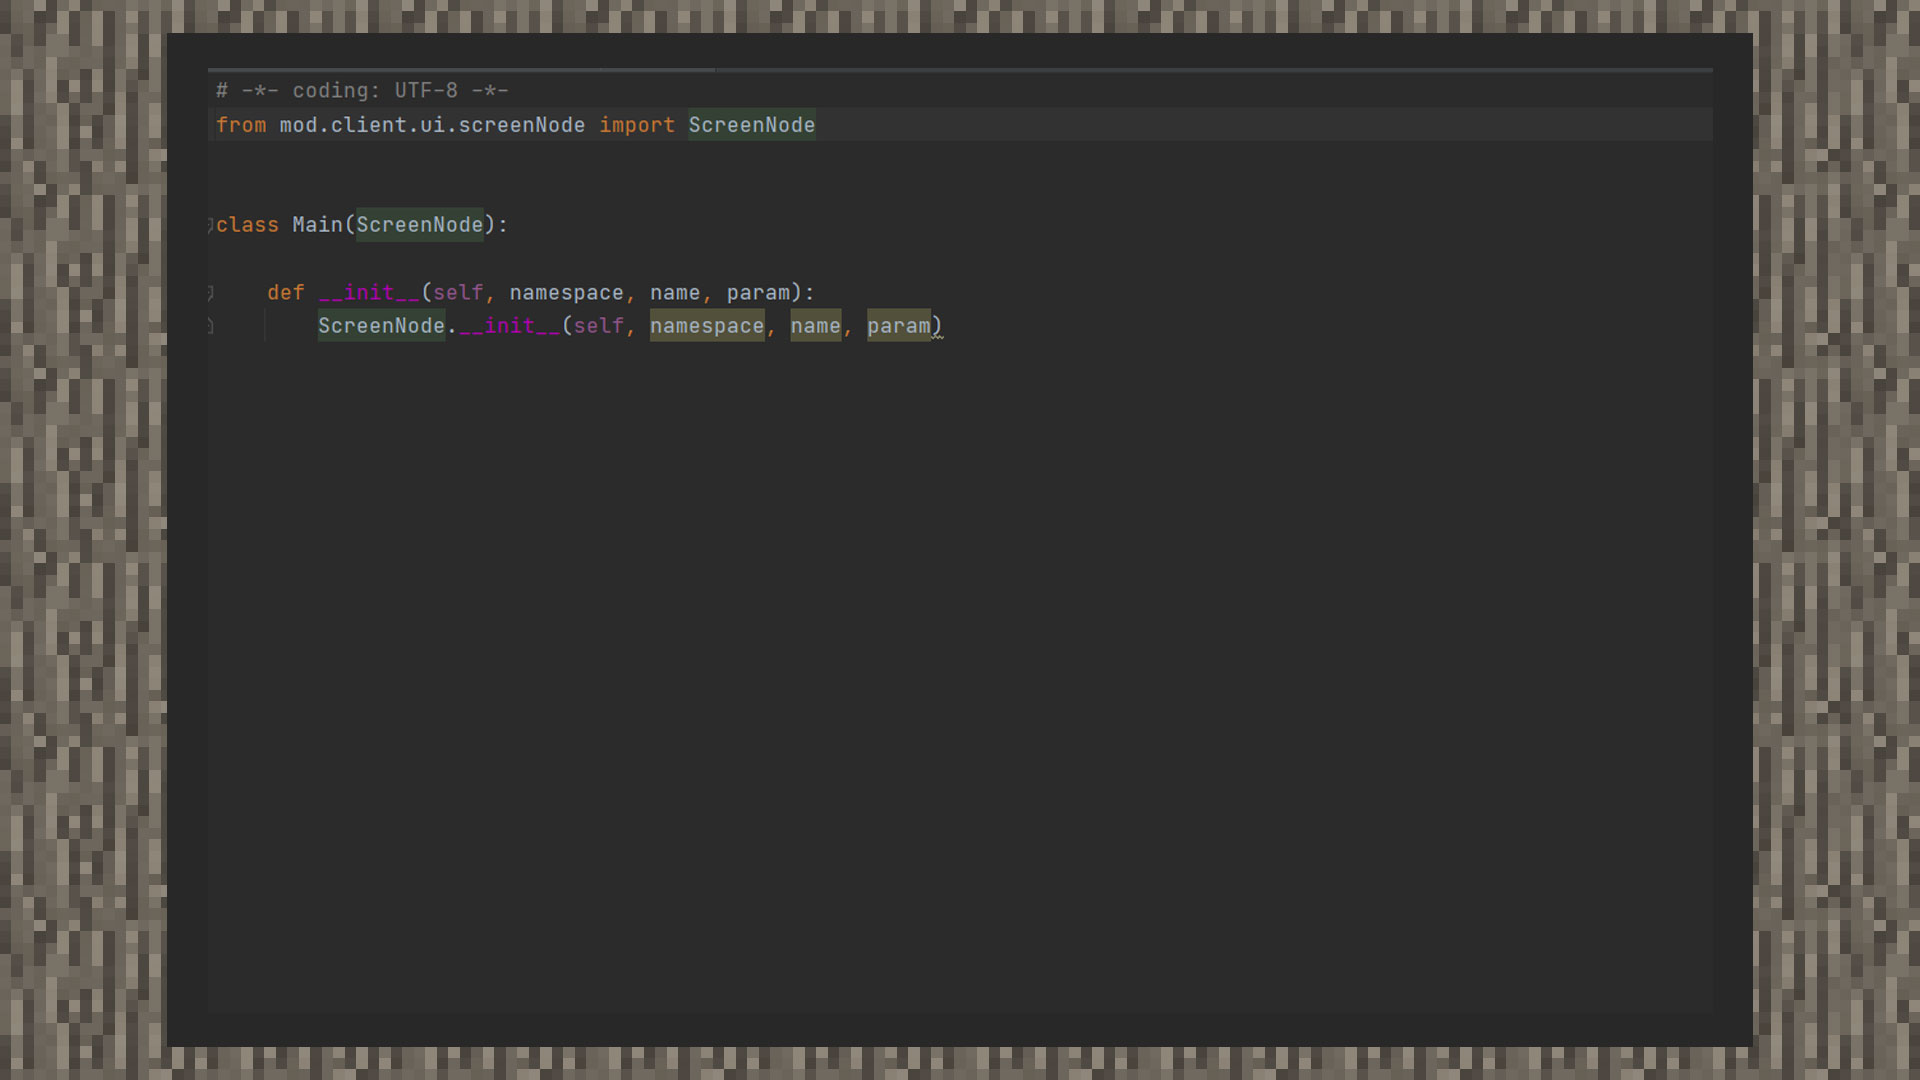 # -*- coding: UTF-8 -*-
from mod.client.ui.screenNode import ScreenNode
class Main(ScreenNode):
    def __init__(self, namespace, name, param):
        ScreenNode.__init__(self, namespace, name, param)